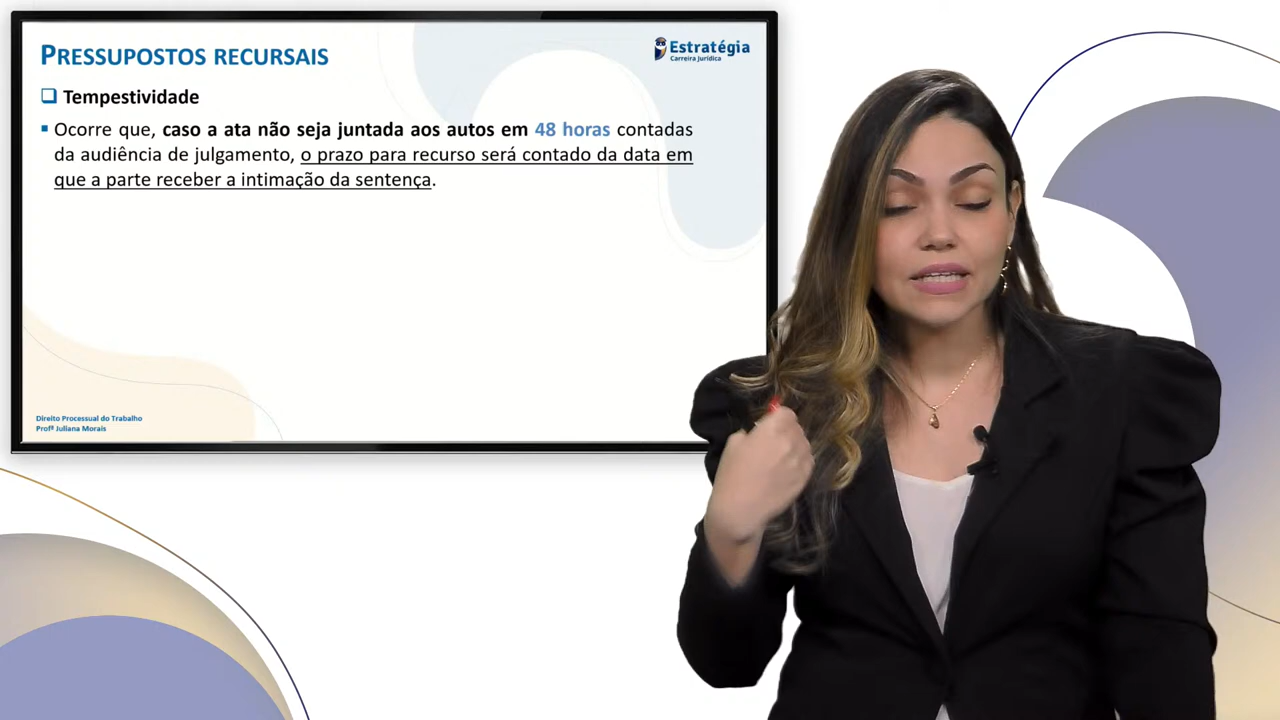 PRESSUPOSTOS RECURSAIS
Estratégia
Carreira Jurídica
Tempestividade
Ocorre que, caso a ata não seja juntada aos autos em 48 horas contadas
da audiência de julgamento, o prazo para recurso será contado da data em
que a parte receber a intimação da sentença.
Direito Processual do Trabalho
Profª Juliana Morais